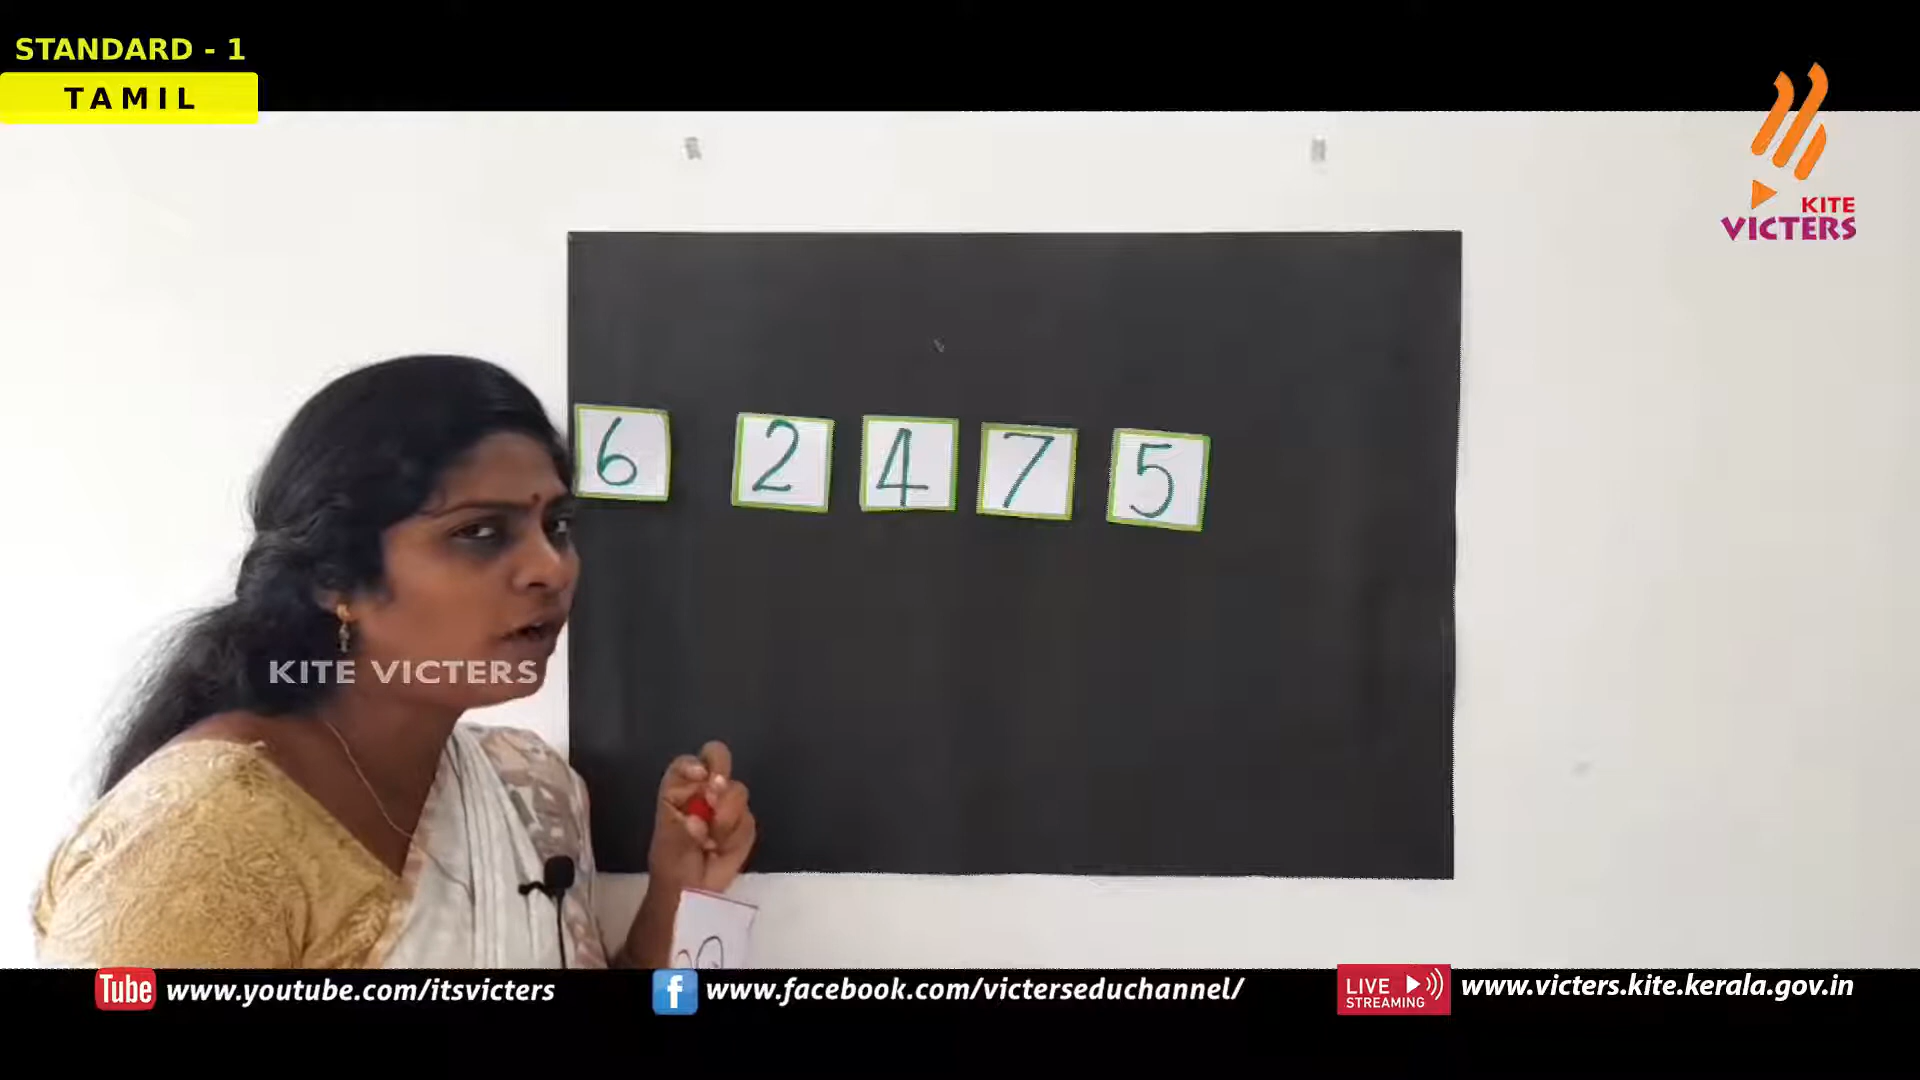 STANDARD - 1
TAMIL
KITE
VICTERS
6 2 4 7 5
KITE VICTERS
Tube www.youtube.com/itsvicters
f www.facebook.com/victerseduchannel/
LIVE STREAMING www.victers.kite.kerala.gov.in